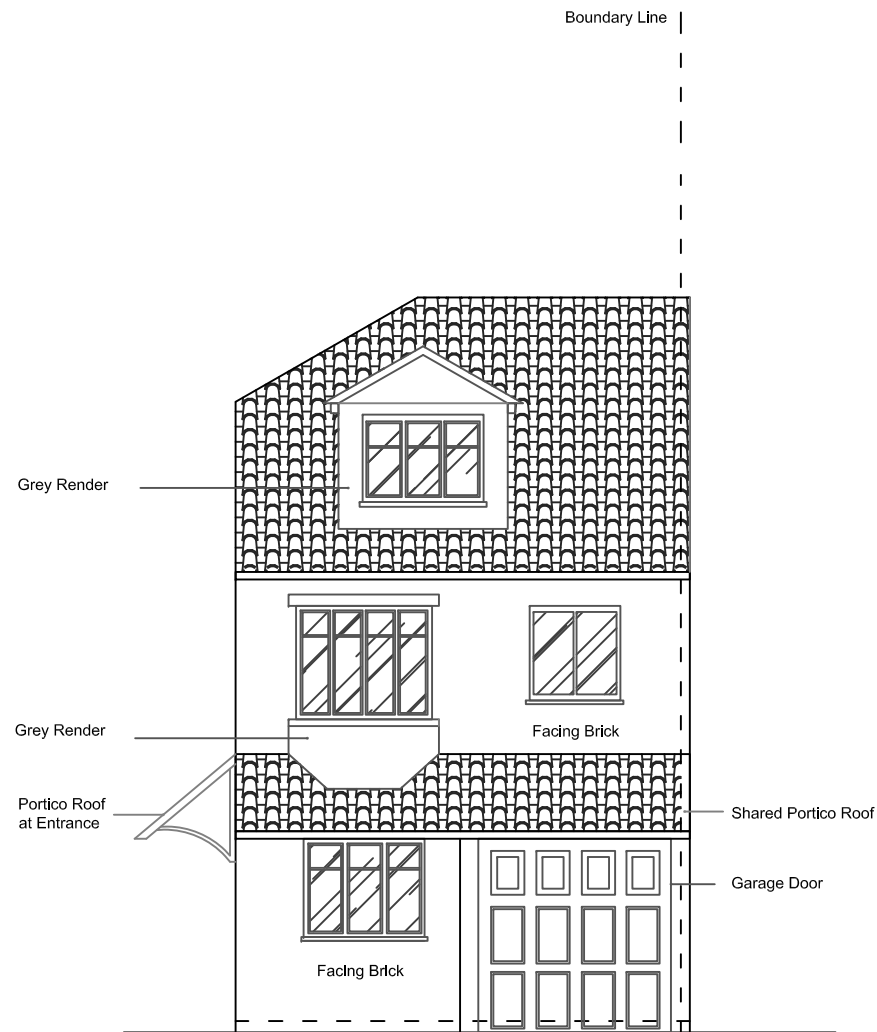 Boundary Line
Grey Render
Grey Render
Facing Brick
Portico Roof
at Entrance
Shared Portico Roof
Garage Door
Facing Brick